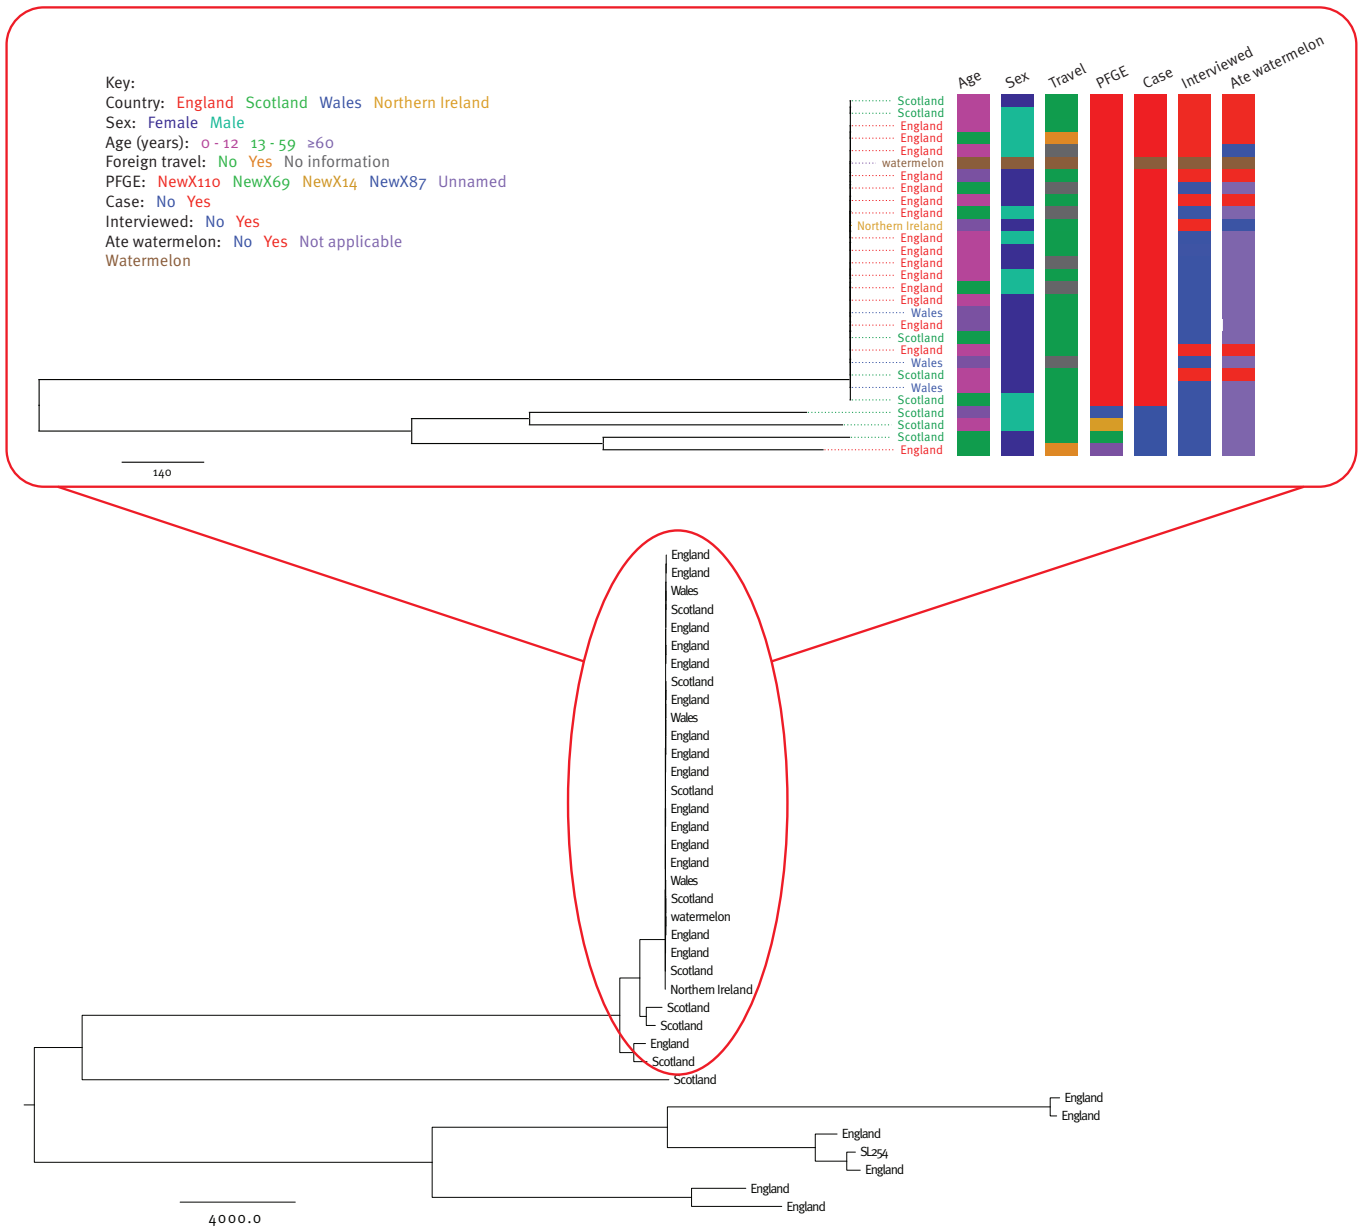 Key:
Country: England Scotland Wales Northern Ireland
Sex: Female Male
Age (years): 0 - 12 13 - 59 ≥60
Foreign travel: No Yes No information
PFGE: NewX110 NewX69 NewX14 NewX87 Unnamed
Case: No Yes
Interviewed: No Yes
Ate watermelon: No Yes Not applicable
Watermelon
Age Sex Travel PFGE Case Interviewed Ate watermelon
Scotland
Scotland
England
England
England
watermelon
England
England
England
England
Northern Ireland
England
England
England
England
England
England
Wales
England
Scotland
England
Wales
Scotland
Wales
Scotland
Scotland
Scotland
Scotland
England
140
England
England
Wales
Scotland
England
England
England
Scotland
England
Wales
England
England
England
Scotland
England
England
England
England
Wales
Scotland
watermelon
England
England
Scotland
Northern Ireland
Scotland
Scotland
England
Scotland
Scotland
England
England
England
SL254
England
England
England
4000.0